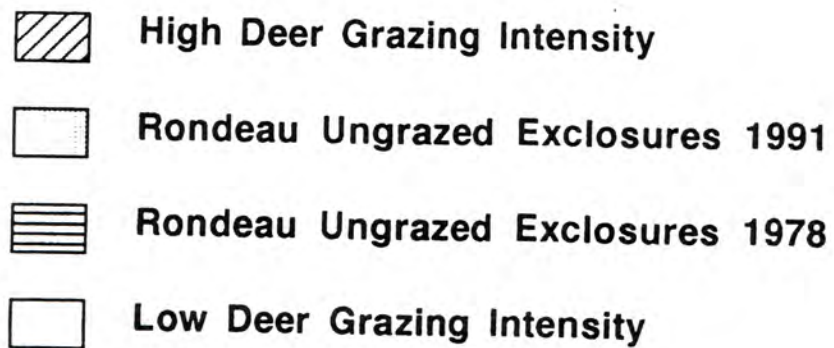 High Deer Grazing Intensity
Rondeau Ungrazed Exclosures 1991
Rondeau Ungrazed Exclosures 1978
Low Deer Grazing Intensity